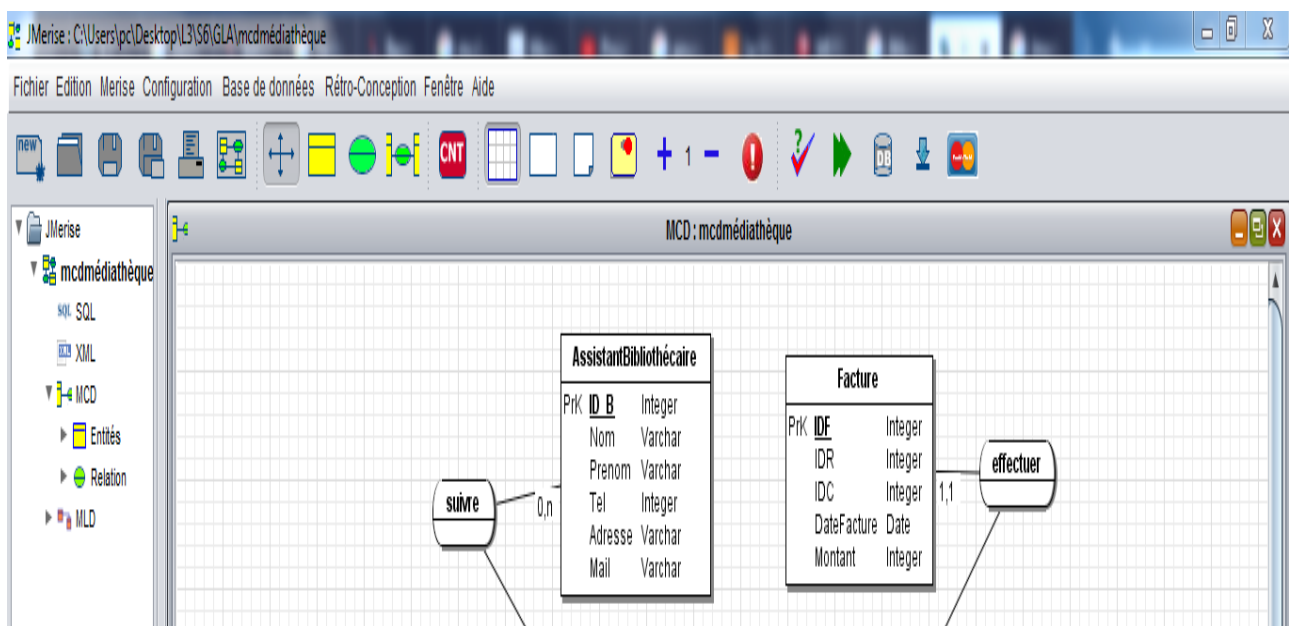 JMerise : C:\Users\pc\Desktop\L3\S6\GLA\mcdmédiathèque
Fichier Edition Merise Configuration Base de données Rétro-Conception Fenêtre Aide
new CNT 1 ? DB
JMerise
mcdmédiathèque
SQL SQL
XML
MCD
Entités
Relation
MLD
MCD : mcdmédiathèque
AssistantBibliothécaire
PrK ID_B Integer
Nom Varchar
Prenom Varchar
Tel Integer
Adresse Varchar
Mail Varchar
suivre
0,n
Facture
PrK IDF Integer
IDR Integer
IDC Integer
DateFacture Date
Montant Integer
1,1
effectuer